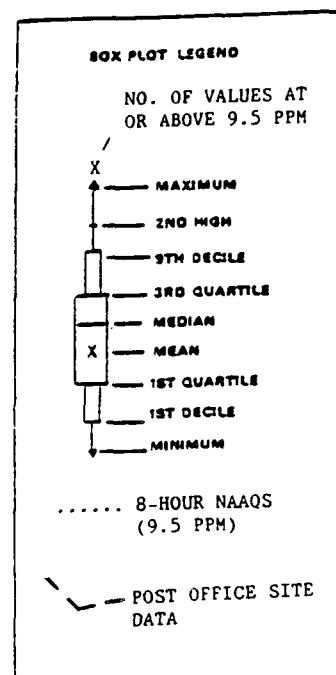 BOX PLOT LEGEND
NO. OF VALUES AT
OR ABOVE 9.5 PPM
X
MAXIMUM
2ND HIGH
9TH DECILE
3RD QUARTILE
MEDIAN
X MEAN
1ST QUARTILE
1ST DECILE
MINIMUM
...... 8-HOUR NAAQS
(9.5 PPM)
POST OFFICE SITE
DATA